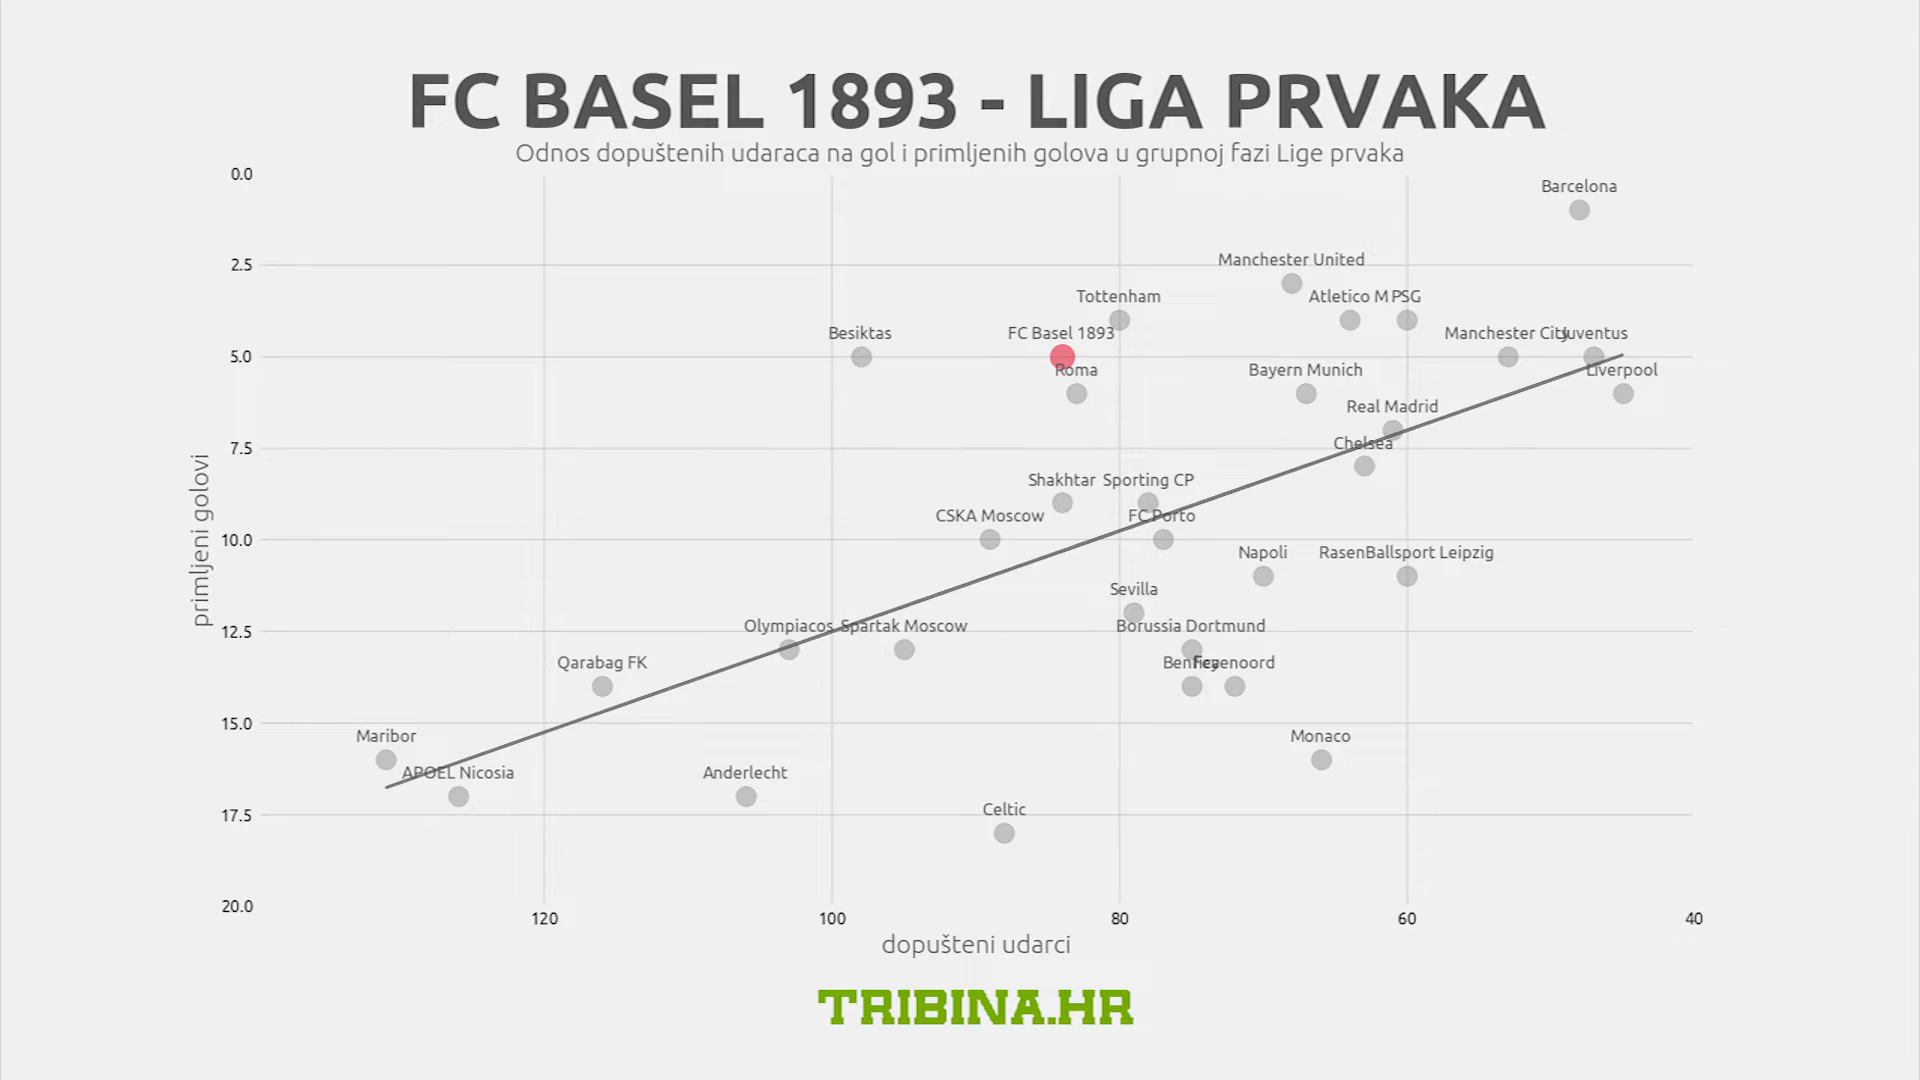 FC BASEL 1893 - LIGA PRVAKA
Odnos dopuštenih udaraca na gol i primljenih golova u grupnoj fazi Lige prvaka
0.0
Barcelona
2.5
Manchester United
Tottenham
Atletico M
PSG
Besiktas
FC Basel 1893
Manchester City
Juventus
5.0
Roma
Bayern Munich
Liverpool
Real Madrid
7.5
Chelsea
primljeni golovi
Shakhtar
Sporting CP
CSKA Moscow
FC Porto
10.0
Napoli
RasenBallsport Leipzig
Sevilla
12.5
Olympiacos
Spartak Moscow
Borussia Dortmund
Qarabag FK
Benfica
Feyenoord
15.0
Maribor
Monaco
APOEL Nicosia
Anderlecht
17.5
Celtic
20.0
120
100
80
60
40
dopušteni udarci
TRIBINA.HR